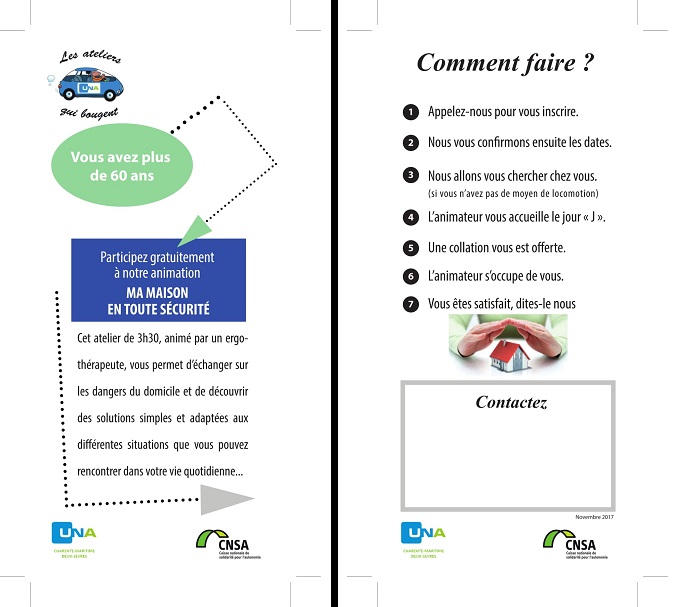 Les ateliers
UNA
qui bougent
Vous avez plus
de 60 ans
Participez gratuitement
à notre animation
MA MAISON
EN TOUTE SÉCURITÉ
Cet atelier de 3h30, animé par un ergo-
thérapeute, vous permet d'échanger sur
les dangers du domicile et de découvrir
des solutions simples et adaptées aux
différentes situations que vous pouvez
rencontrer dans votre vie quotidienne...
UNA
CHARENTE-MARITIME
DEUX-SEVRES
CNSA
Caisse nationale de
solidarité pour l'autonomie
Comment faire ?
1 Appelez-nous pour vous inscrire.
2 Nous vous confirmons ensuite les dates.
3 Nous allons vous chercher chez vous.
(si vous n'avez pas de moyen de locomotion)
4 L'animateur vous accueille le jour « J ».
5 Une collation vous est offerte.
6 L'animateur s'occupe de vous.
7 Vous êtes satisfait, dites-le nous
Contactez
Novembre 2017
UNA
CHARENTE-MARITIME
DEUX-SEVRES
CNSA
Caisse nationale de
solidarité pour l'autonomie